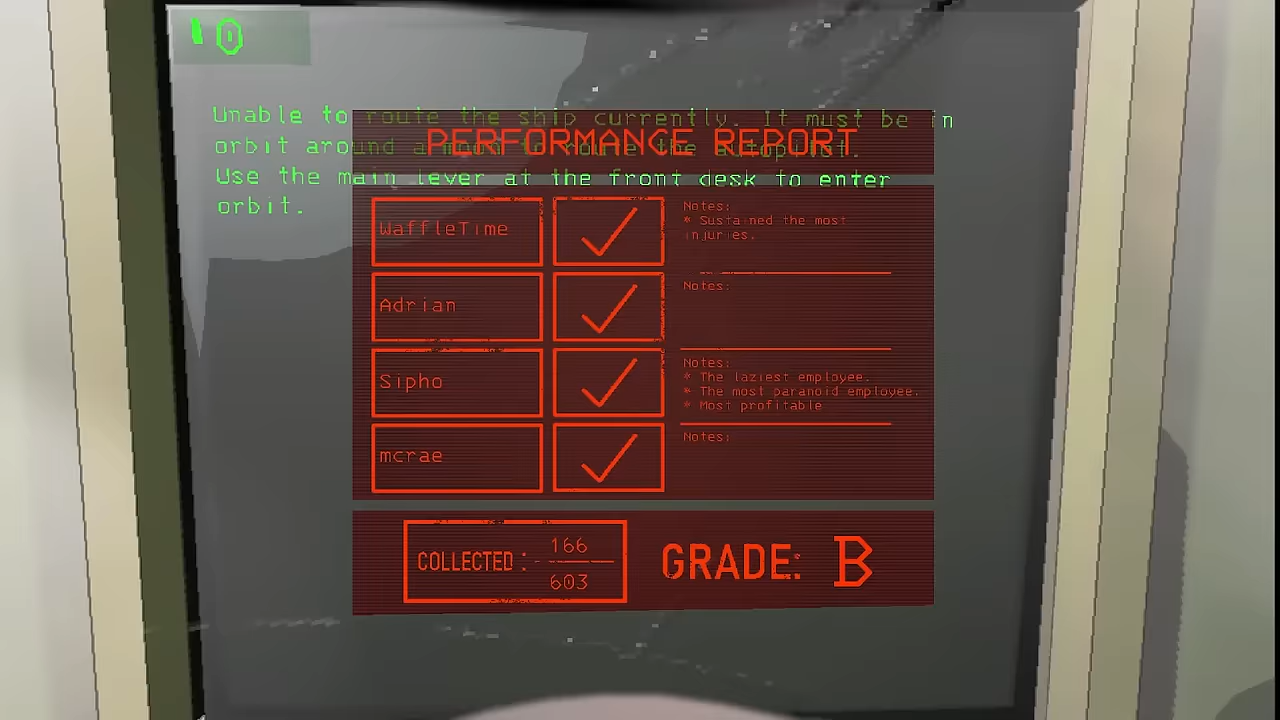 10
Unable to route the ship currently. It must be in
orbit around a moon to route the autopilot.
Use the main lever at the front desk to enter
orbit.
PERFORMANCE REPORT
WaffleTime
Notes:
* Sustained the most
injuries.
Adrian
Notes:
Sipho
Notes:
* The laziest employee.
* The most paranoid employee.
* Most profitable
mcrae
Notes:
COLLECTED:
166
603
GRADE: B